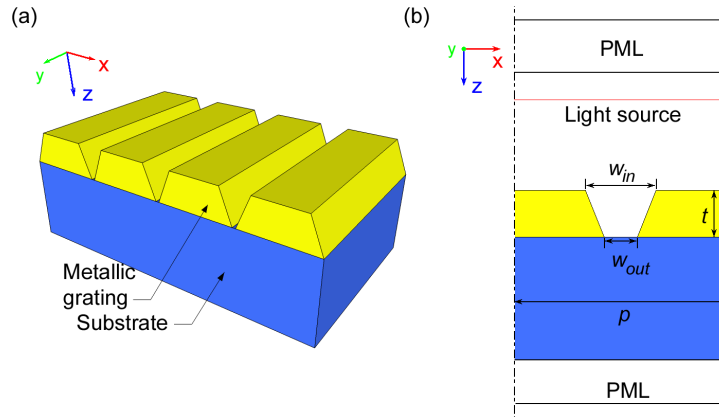 (a)
y
x
z
Metallic
grating
Substrate
(b)
y
x
z
PML
Light source
w_in
t
w_out
p
PML